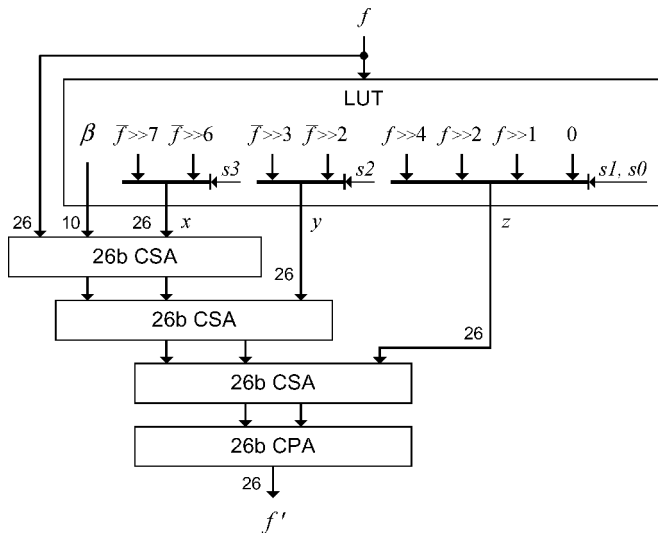 f
LUT
β f̅>>7 f̅>>6 f̅>>3 f̅>>2 f>>4 f>>2 f>>1 0
s3 s2 s1, s0
26 10 26 x y z
26b CSA
26
26b CSA
26
26b CSA
26b CPA
26
f'